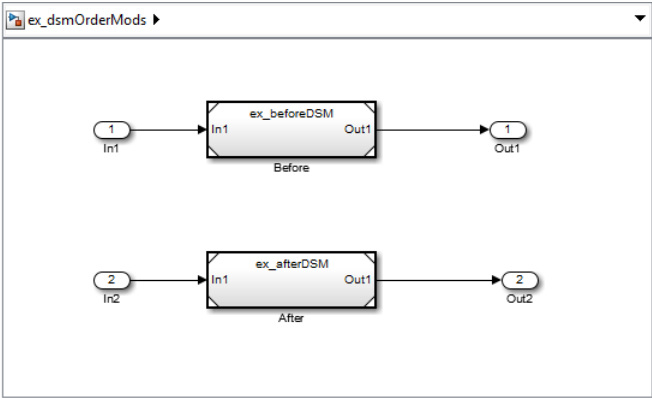 ex_dsmOrderMods
ex_beforeDSM
1
In1
Out1
1
In1
Out1
Before
ex_afterDSM
2
In1
Out1
2
In2
Out2
After